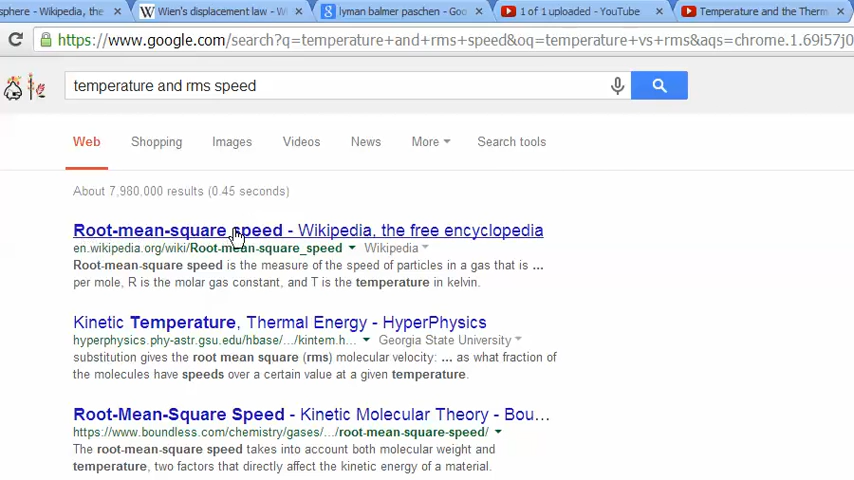 sphere - Wikipedia, the
Wien's displacement law - W
lyman balmer paschen - Goo
1 of 1 uploaded - YouTube
Temperature and the Therm
https://www.google.com/search?q=temperature+and+rms+speed&oq=temperature+vs+rms&aqs=chrome.1.69i57j0
temperature and rms speed
Web Shopping Images Videos News More Search tools
About 7,980,000 results (0.45 seconds)
Root-mean-square speed - Wikipedia, the free encyclopedia
en.wikipedia.org/wiki/Root-mean-square_speed Wikipedia
Root-mean-square speed is the measure of the speed of particles in a gas that is ...
per mole, R is the molar gas constant, and T is the temperature in kelvin.
Kinetic Temperature, Thermal Energy - HyperPhysics
hyperphysics.phy-astr.gsu.edu/hbase/.../kintem.h... Georgia State University
substitution gives the root mean square (rms) molecular velocity: ... as what fraction of
the molecules have speeds over a certain value at a given temperature.
Root-Mean-Square Speed - Kinetic Molecular Theory - Bou...
https://www.boundless.com/chemistry/gases/.../root-mean-square-speed/
The root-mean-square speed takes into account both molecular weight and
temperature, two factors that directly affect the kinetic energy of a material.